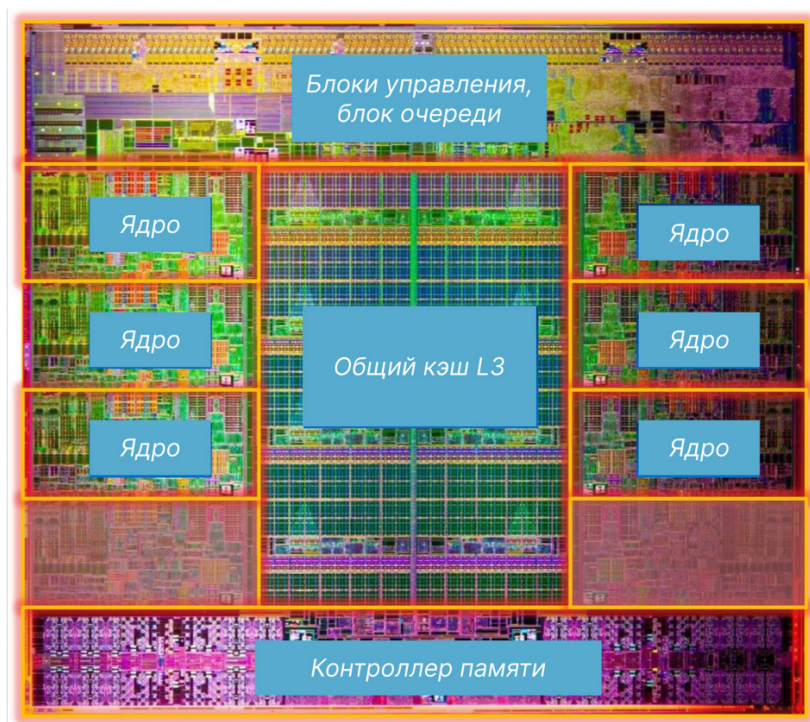 Блоки управления,
блок очереди
Ядро
Ядро
Ядро
Ядро
Общий кэш L3
Ядро
Ядро
Контроллер памяти